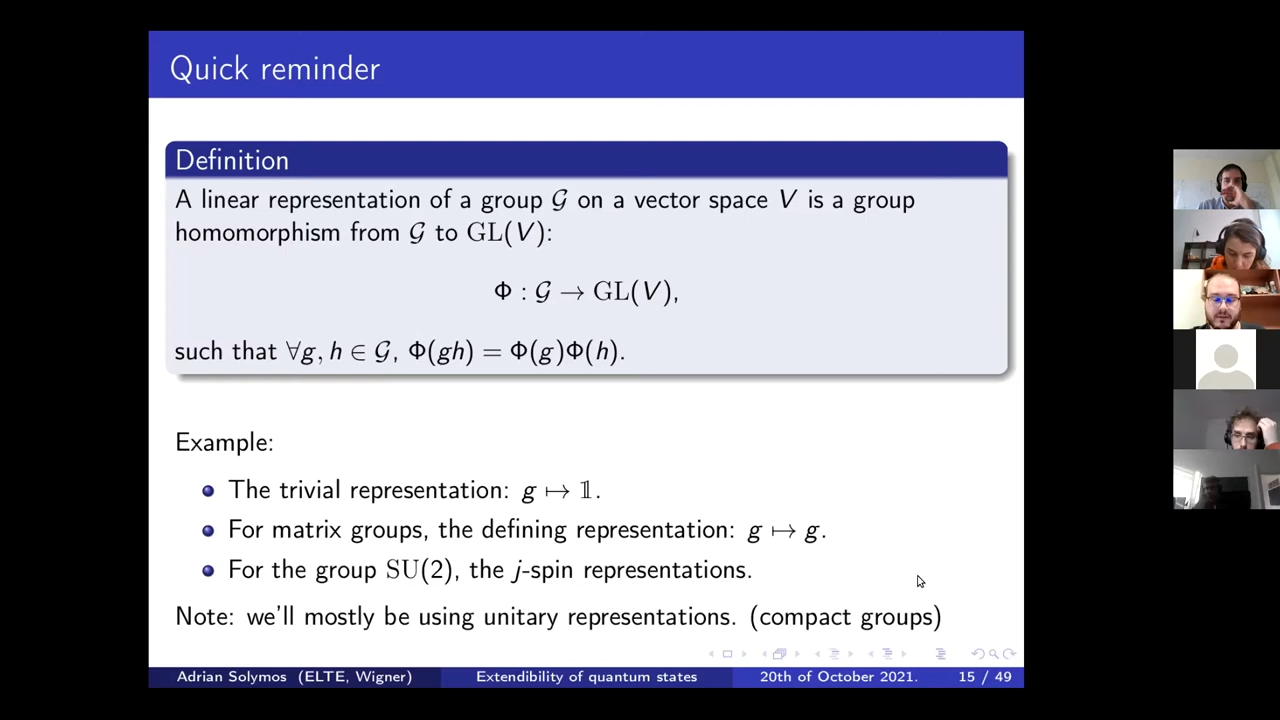 Quick reminder
Definition
A linear representation of a group 𝒢 on a vector space V is a group
homomorphism from 𝒢 to GL(V):
Φ : 𝒢 → GL(V),
such that ∀g, h ∈ 𝒢, Φ(gh) = Φ(g)Φ(h).
Example:
The trivial representation: g ↦ 𝟙.
For matrix groups, the defining representation: g ↦ g.
For the group SU(2), the j-spin representations.
Note: we'll mostly be using unitary representations. (compact groups)
Adrian Solymos (ELTE, Wigner) Extendibility of quantum states 20th of October 2021. 15 / 49